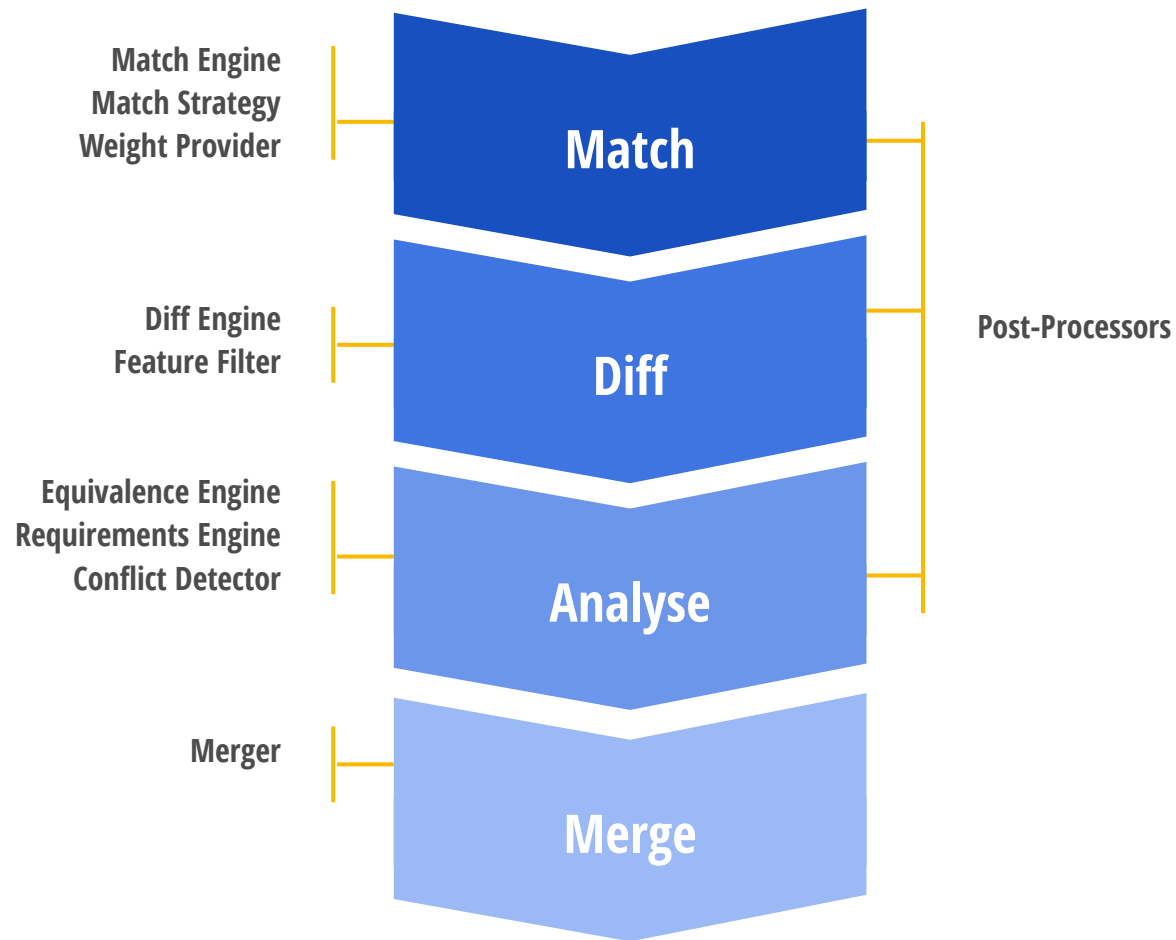 Match Engine
Match Strategy
Weight Provider
Match
Diff Engine
Feature Filter
Diff
Post-Processors
Equivalence Engine
Requirements Engine
Conflict Detector
Analyse
Merger
Merge